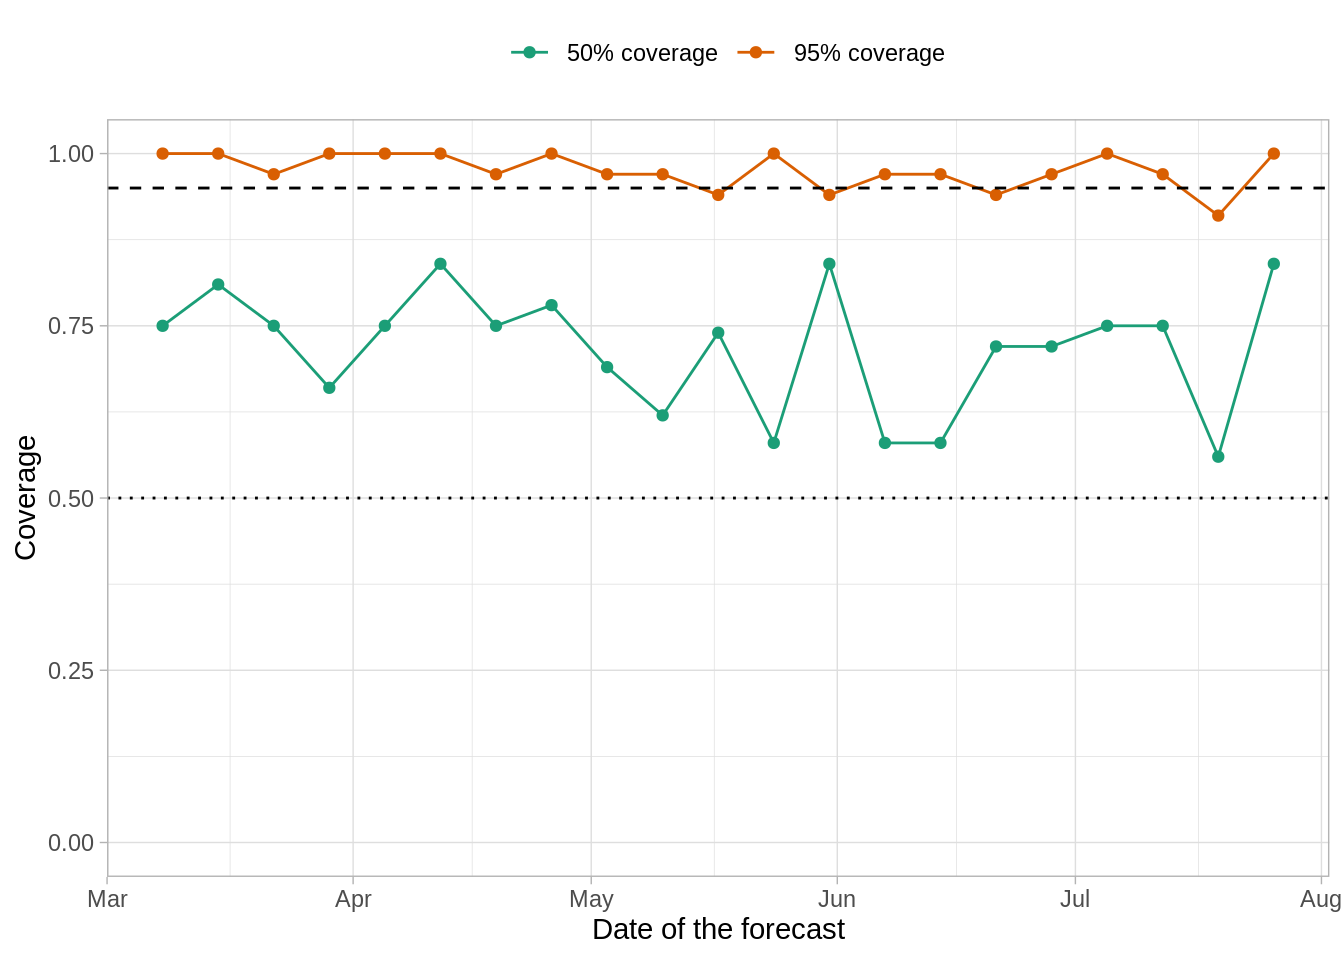 50% coverage 95% coverage
1.00
0.75
0.50
0.25
0.00
Coverage
Mar Apr May Jun Jul Aug
Date of the forecast